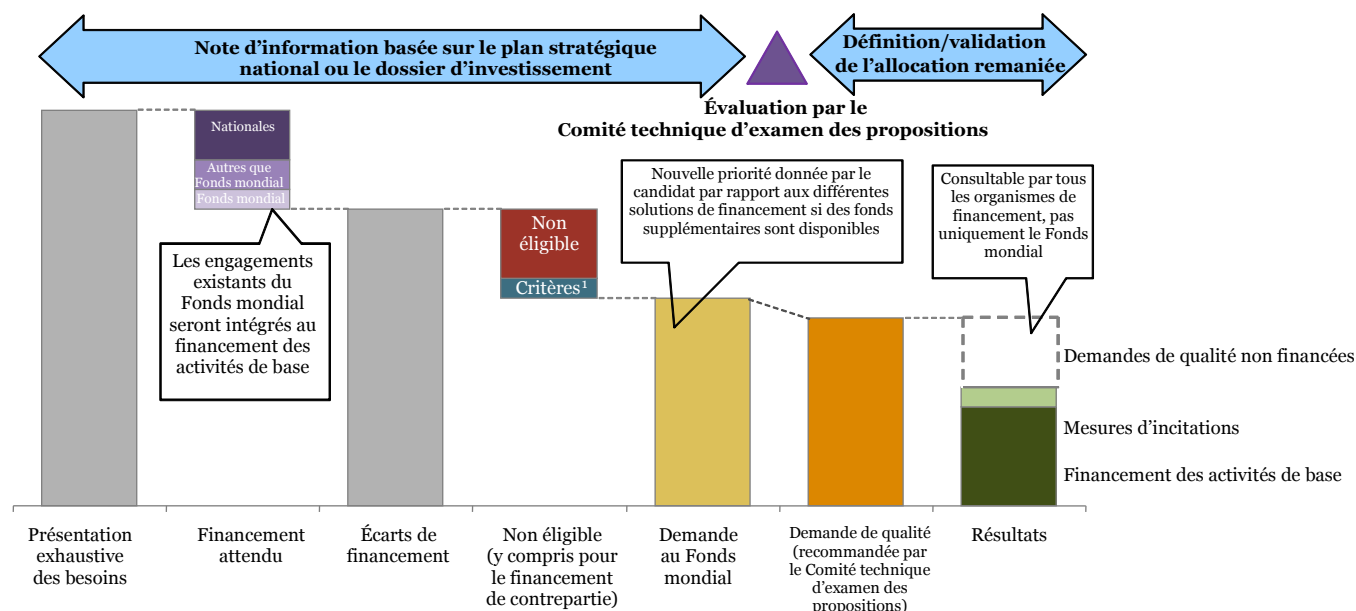 Note d’information basée sur le plan stratégique
national ou le dossier d’investissement
Définition/validation
de l’allocation remaniée
Évaluation par le
Comité technique d’examen des propositions
Nationales
Autres que
Fonds mondial
Fonds mondial
Les engagements
existants du
Fonds mondial
seront intégrés au
financement des
activités de base
Non
éligible
Critères¹
Nouvelle priorité donnée par le
candidat par rapport aux différentes
solutions de financement si des fonds
supplémentaires sont disponibles
Consultable par tous
les organismes de
financement, pas
uniquement le Fonds
mondial
Demandes de qualité non financées
Mesures d’incitations
Financement des activités de base
Présentation
exhaustive
des besoins
Financement
attendu
Écarts de
financement
Non éligible
(y compris pour
le financement
de contrepartie)
Demande
au Fonds
mondial
Demande de qualité
(recommandée par
le Comité technique
d’examen des
propositions)
Résultats